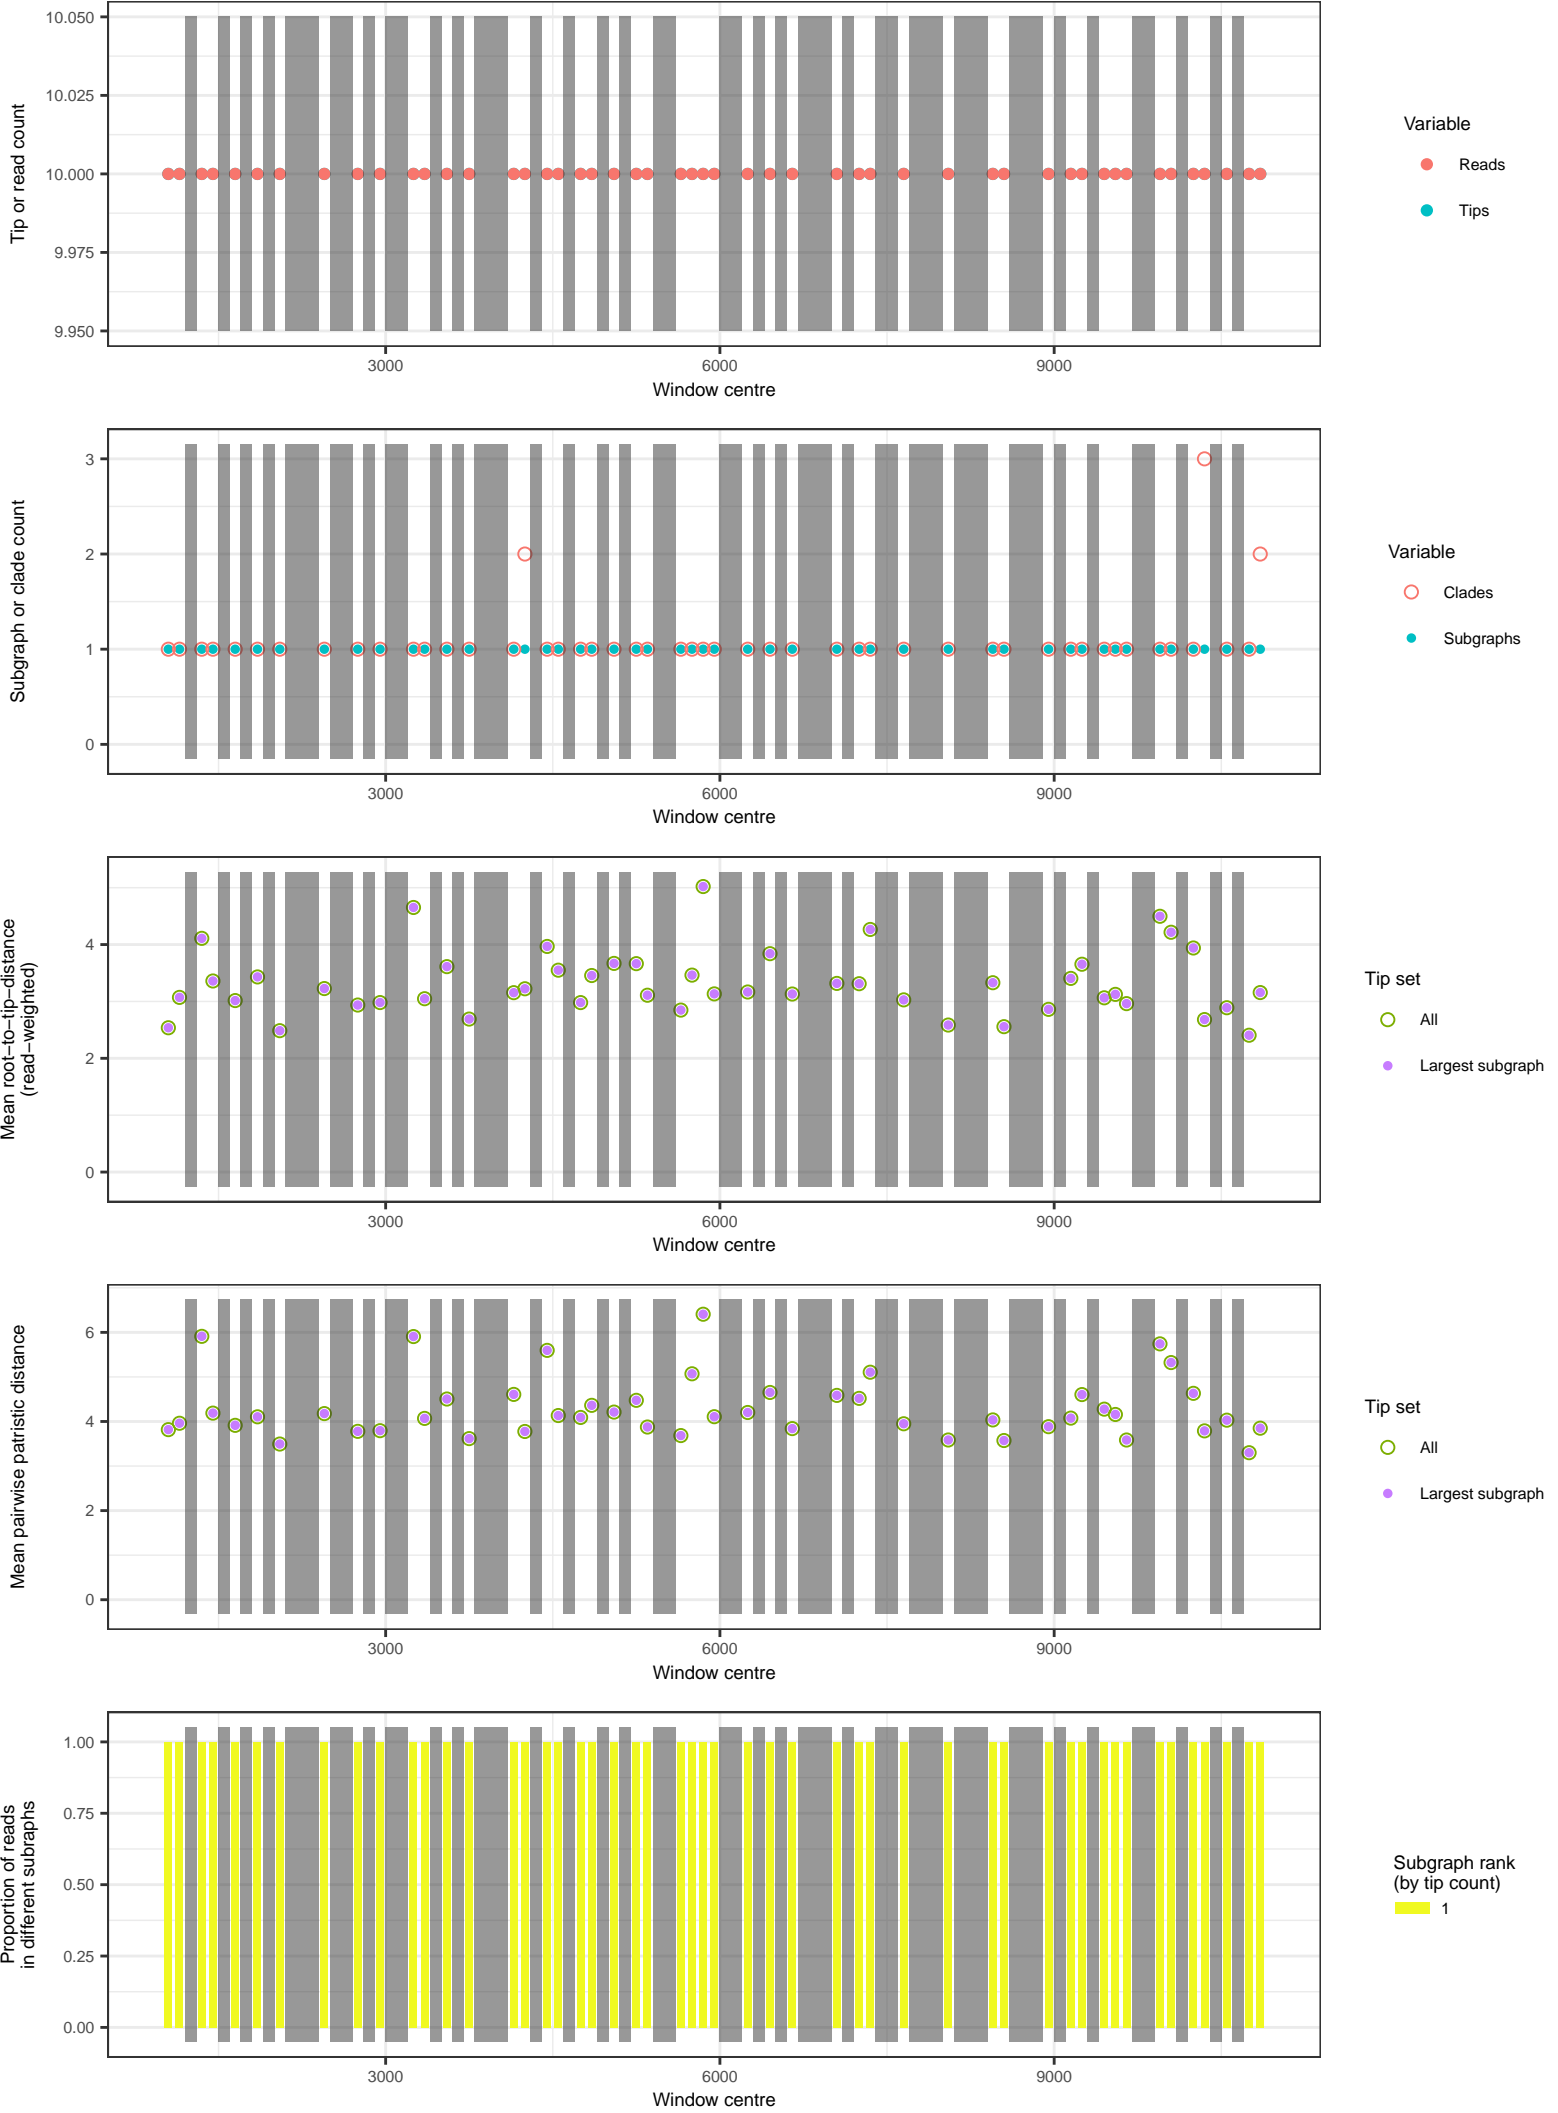 10.050
10.025
10.000
9.975
9.950
Tip or read count
3000
6000
9000
Window centre
Variable
Reads
Tips
3
2
1
0
Subgraph or clade count
3000
6000
9000
Window centre
Variable
Clades
Subgraphs
4
2
0
Mean root−to−tip−distance
(read−weighted)
3000
6000
9000
Window centre
Tip set
All
Largest subgraph
6
4
2
0
Mean pairwise patristic distance
3000
6000
9000
Window centre
Tip set
All
Largest subgraph
1.00
0.75
0.50
0.25
0.00
Proportion of reads
in different subraphs
3000
6000
9000
Window centre
Subgraph rank
(by tip count)
1